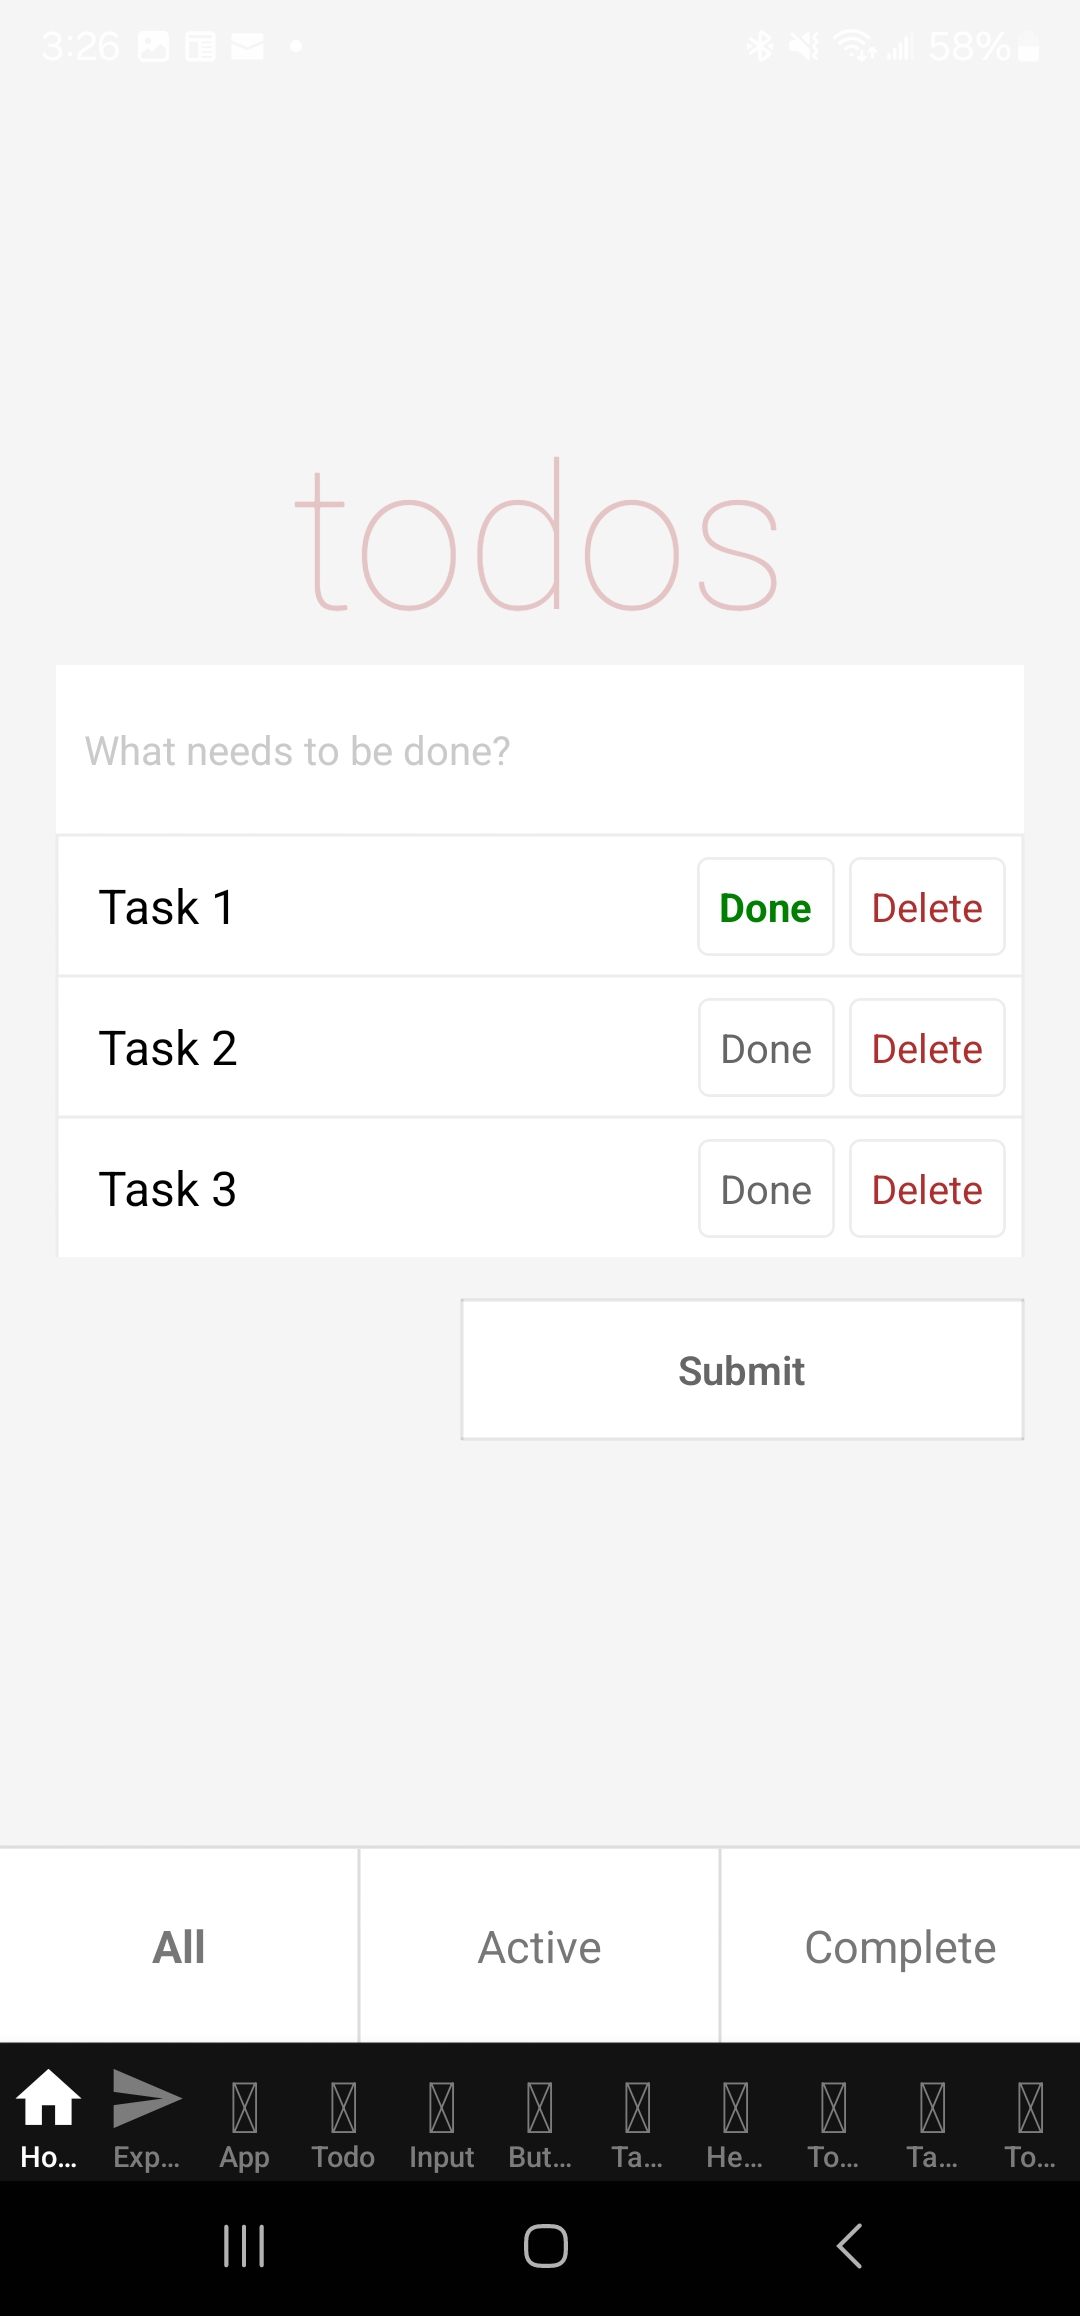 3:26 58%
todos
What needs to be done?
Task 1 Done Delete
Task 2 Done Delete
Task 3 Done Delete
Submit
All Active Complete
Ho... Exp... App Todo Input But... Ta... He... To... Ta... To...